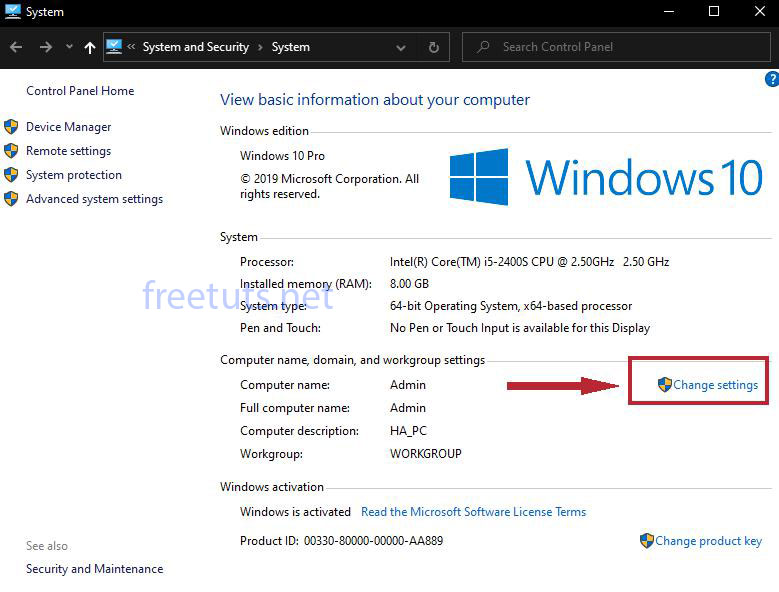 System
System and Security › System
Search Control Panel
?
Control Panel Home
Device Manager
Remote settings
System protection
Advanced system settings
View basic information about your computer
Windows edition
Windows 10 Pro
© 2019 Microsoft Corporation. All
rights reserved.
Windows 10
System
Processor: Intel(R) Core(TM) i5-2400S CPU @ 2.50GHz 2.50 GHz
Installed memory (RAM): 8.00 GB
freetuts.net
System type: 64-bit Operating System, x64-based processor
Pen and Touch: No Pen or Touch Input is available for this Display
Computer name, domain, and workgroup settings
Computer name: Admin
Change settings
Full computer name: Admin
Computer description: HA_PC
Workgroup: WORKGROUP
Windows activation
Windows is activated Read the Microsoft Software License Terms
Product ID: 00330-80000-00000-AA889
Change product key
See also
Security and Maintenance